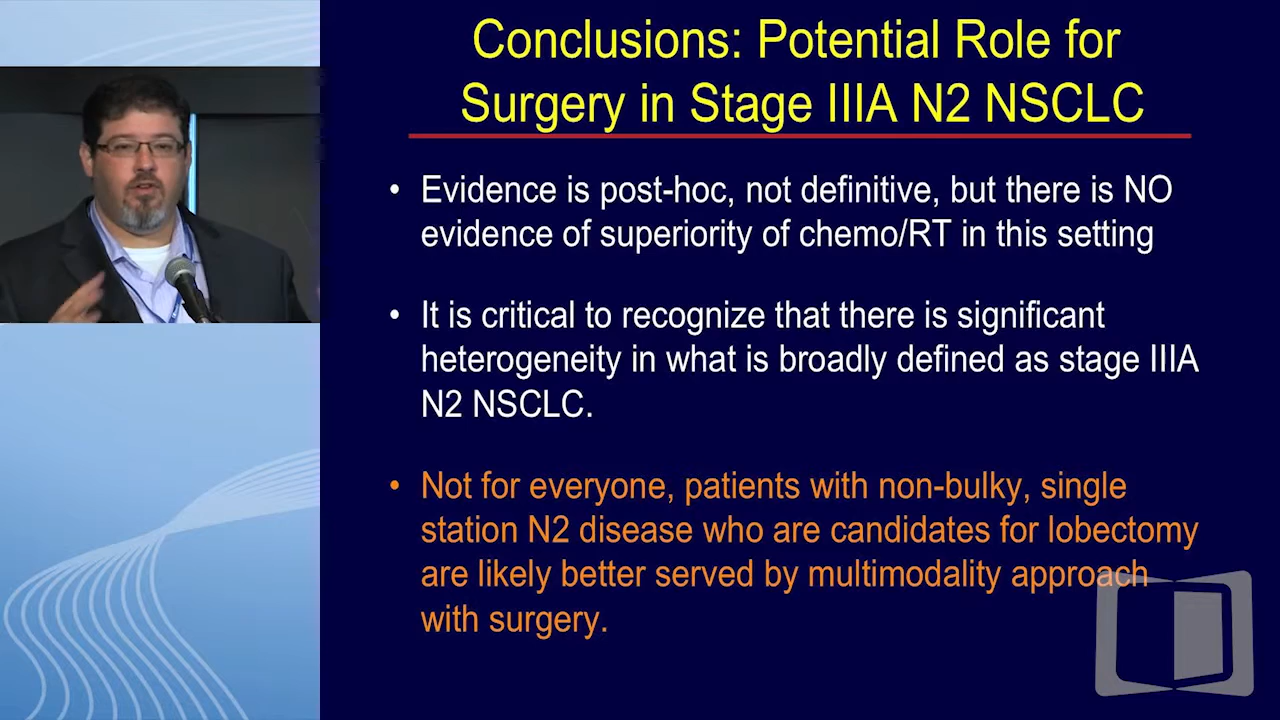 Conclusions: Potential Role for
Surgery in Stage IIIA N2 NSCLC
• Evidence is post-hoc, not definitive, but there is NO
evidence of superiority of chemo/RT in this setting
• It is critical to recognize that there is significant
heterogeneity in what is broadly defined as stage IIIA
N2 NSCLC.
• Not for everyone, patients with non-bulky, single
station N2 disease who are candidates for lobectomy
are likely better served by multimodality approach
with surgery.